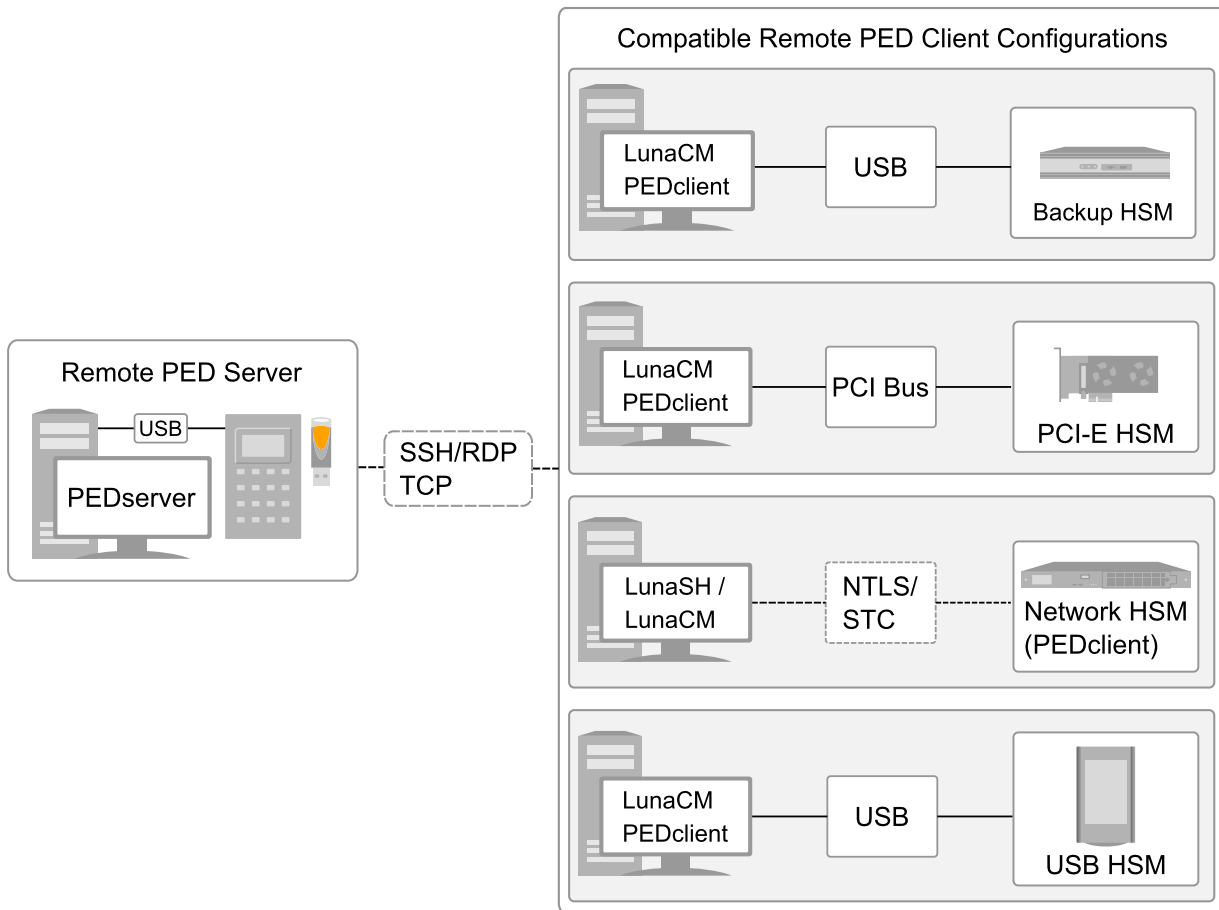 Compatible Remote PED Client Configurations
LunaCM
PEDclient
USB
Backup HSM
LunaCM
PEDclient
PCI Bus
PCI-E HSM
Remote PED Server
USB
PEDserver
SSH/RDP
TCP
LunaSH /
LunaCM
NTLS/
STC
Network HSM
(PEDclient)
LunaCM
PEDclient
USB
USB HSM